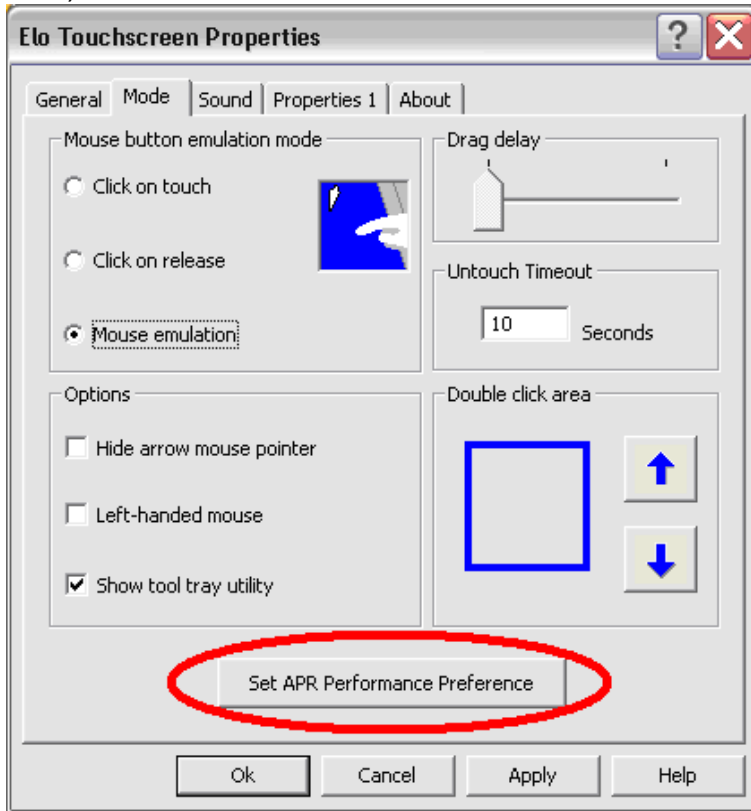 Elo Touchscreen Properties
General Mode Sound Properties 1 About
Mouse button emulation mode
Click on touch
Click on release
Mouse emulation
Drag delay
Untouch Timeout
10 Seconds
Options
Hide arrow mouse pointer
Left-handed mouse
Show tool tray utility
Double click area
Set APR Performance Preference
Ok Cancel Apply Help